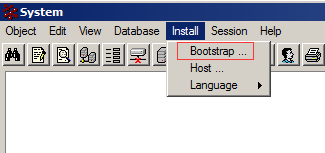 System
Object Edit View Database Install Session Help
Bootstrap ...
Host ...
Language